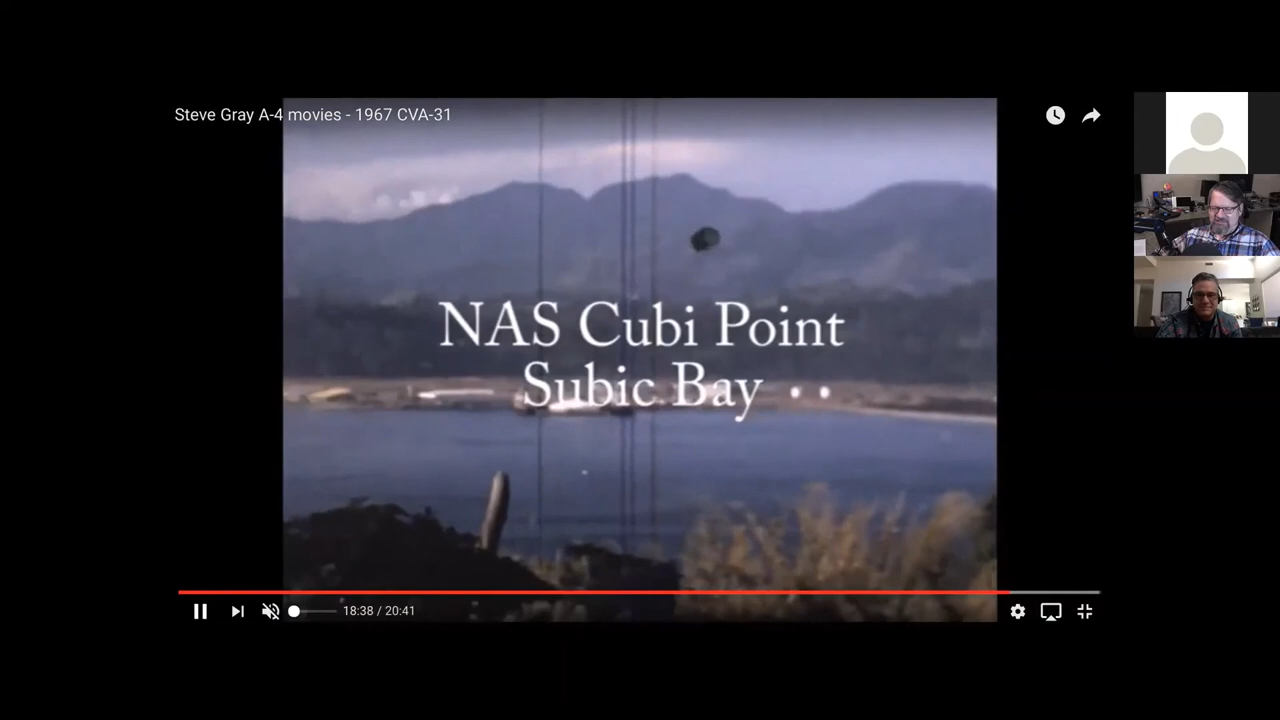 Steve Gray A-4 movies - 1967 CVA-31
NAS Cubi Point
Subic Bay
18:38 / 20:41